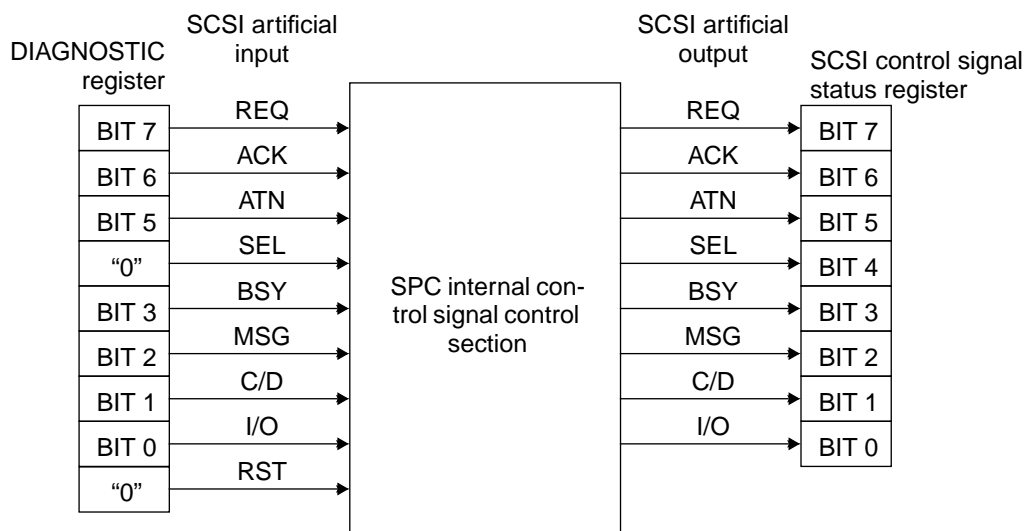 SCSI artificial
input
DIAGNOSTIC
register
SCSI artificial
output
SCSI control signal
status register
BIT 7
REQ
REQ
BIT 7
BIT 6
ACK
ACK
BIT 6
BIT 5
ATN
ATN
BIT 5
“0”
SEL
SEL
BIT 4
BIT 3
BSY
BSY
BIT 3
BIT 2
MSG
MSG
BIT 2
BIT 1
C/D
C/D
BIT 1
BIT 0
I/O
I/O
BIT 0
“0”
RST
SPC internal con-
trol signal control
section